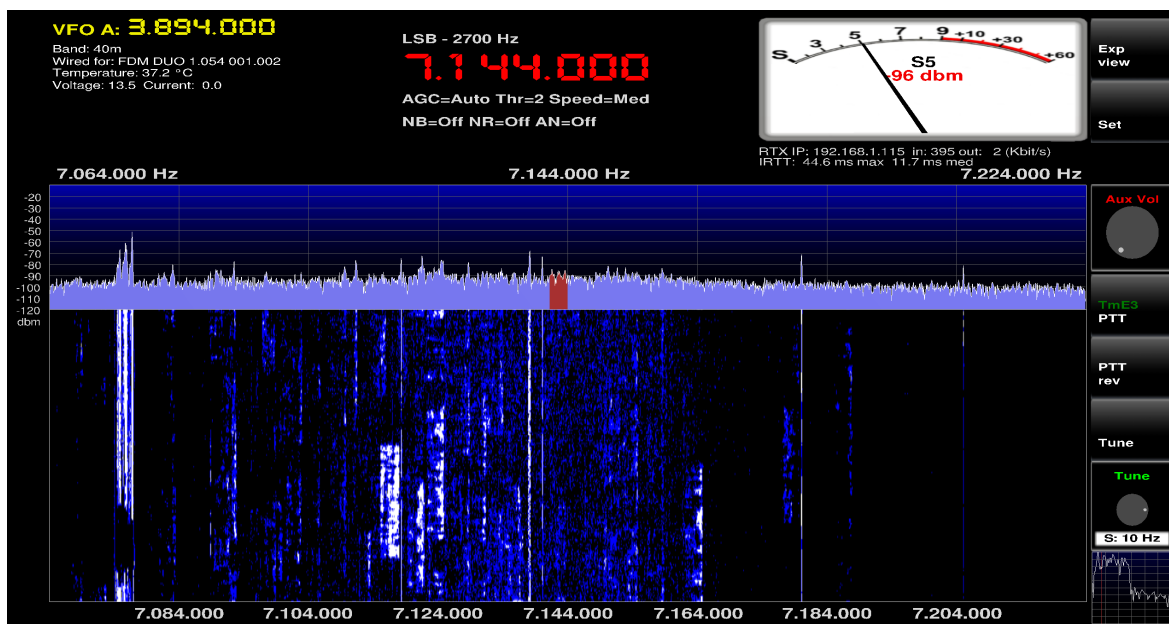 VFO A: 3.894.000
Band: 40m
Wired for: FDM DUO 1.054 001.002
Temperature: 37.2 °C
Voltage: 13.5 Current: 0.0
LSB - 2700 Hz
7.144.000
AGC=Auto Thr=2 Speed=Med
NB=Off NR=Off AN=Off
S 3 5 7 9 +10 +30 +60
S5
-96 dbm
RTX IP: 192.168.1.115 in: 395 out: 2 (Kbit/s)
IRTT: 44.6 ms max 11.7 ms med
Exp
view
Set
7.064.000 Hz 7.144.000 Hz 7.224.000 Hz
-20
-30
-40
-50
-60
-70
-80
-90
-100
-110
-120
dbm
Aux Vol
TmE3
PTT
PTT
rev
Tune
Tune
S: 10 Hz
7.084.000 7.104.000 7.124.000 7.144.000 7.164.000 7.184.000 7.204.000